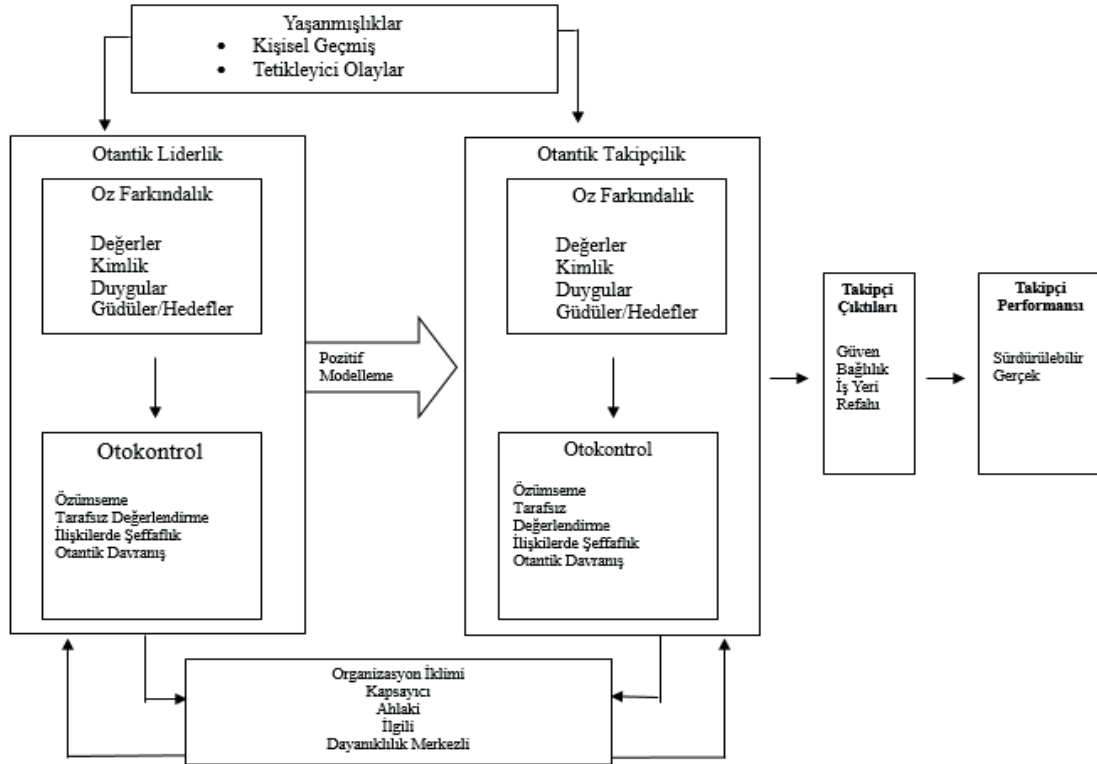 Yaşanmışlıklar
• Kişisel Geçmiş
• Tetikleyici Olaylar
Otantik Liderlik
Oz Farkındalık
Değerler
Kimlik
Duygular
Güdüler/Hedefler
Otokontrol
Özümseme
Tarafsız Değerlendirme
İlişkilerde Şeffaflık
Otantik Davranış
Pozitif
Modelleme
Otantik Takipçilik
Oz Farkındalık
Değerler
Kimlik
Duygular
Güdüler/Hedefler
Otokontrol
Özümseme
Tarafsız
Değerlendirme
İlişkilerde Şeffaflık
Otantik Davranış
Takipçi
Çıktıları
Güven
Bağlılık
İş Yeri
Refahı
Takipçi
Performansı
Sürdürülebilir
Gerçek
Organizasyon İklimi
Kapsayıcı
Ahlaki
İlgili
Dayanıklılık Merkezli